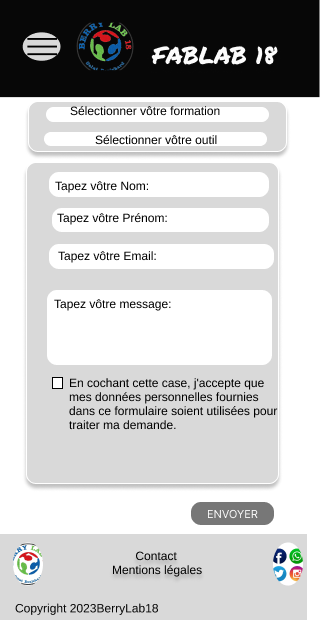 BERRY LAB 18
FABLAB 18
Sélectionner vôtre formation
Sélectionner vôtre outil
Tapez vôtre Nom:
Tapez vôtre Prénom:
Tapez vôtre Email:
Tapez vôtre message:
En cochant cette case, j'accepte que
mes données personnelles fournies
dans ce formulaire soient utilisées pour
traiter ma demande.
ENVOYER
Contact
Mentions légales
Copyright 2023BerryLab18